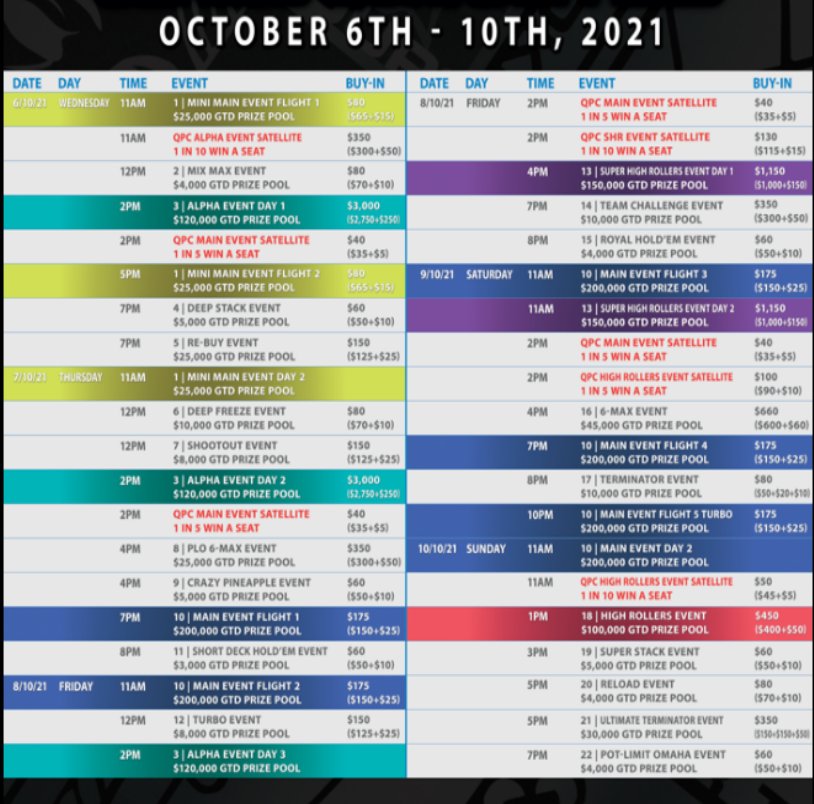 OCTOBER 6TH - 10TH, 2021
DATE DAY TIME EVENT BUY-IN
6/10/21 WEDNESDAY 11AM 1 | MINI MAIN EVENT FLIGHT 1 $80
$25,000 GTD PRIZE POOL ($65+$15)
11AM QPC ALPHA EVENT SATELLITE $350
1 IN 10 WIN A SEAT ($300+$50)
12PM 2 | MIX MAX EVENT $80
$4,000 GTD PRIZE POOL ($70+$10)
2PM 3 | ALPHA EVENT DAY 1 $3,000
$120,000 GTD PRIZE POOL ($2,750+$250)
2PM QPC MAIN EVENT SATELLITE $40
1 IN 5 WIN A SEAT ($35+$5)
5PM 1 | MINI MAIN EVENT FLIGHT 2 $80
$25,000 GTD PRIZE POOL ($65+$15)
7PM 4 | DEEP STACK EVENT $60
$5,000 GTD PRIZE POOL ($50+$10)
7PM 5 | RE-BUY EVENT $150
$25,000 GTD PRIZE POOL ($125+$25)
7/10/21 THURSDAY 11AM 1 | MINI MAIN EVENT DAY 2
$25,000 GTD PRIZE POOL
12PM 6 | DEEP FREEZE EVENT $80
$10,000 GTD PRIZE POOL ($70+$10)
12PM 7 | SHOOTOUT EVENT $150
$8,000 GTD PRIZE POOL ($125+$25)
2PM 3 | ALPHA EVENT DAY 2 $3,000
$120,000 GTD PRIZE POOL ($2,750+$250)
2PM QPC MAIN EVENT SATELLITE $40
1 IN 5 WIN A SEAT ($35+$5)
4PM 8 | PLO 6-MAX EVENT $350
$25,000 GTD PRIZE POOL ($300+$50)
4PM 9 | CRAZY PINEAPPLE EVENT $60
$5,000 GTD PRIZE POOL ($50+$10)
7PM 10 | MAIN EVENT FLIGHT 1 $175
$200,000 GTD PRIZE POOL ($150+$25)
8PM 11 | SHORT DECK HOLD'EM EVENT $60
$3,000 GTD PRIZE POOL ($50+$10)
8/10/21 FRIDAY 11AM 10 | MAIN EVENT FLIGHT 2 $175
$200,000 GTD PRIZE POOL ($150+$25)
12PM 12 | TURBO EVENT $150
$8,000 GTD PRIZE POOL ($125+$25)
2PM 3 | ALPHA EVENT DAY 3
$120,000 GTD PRIZE POOL
DATE DAY TIME EVENT BUY-IN
8/10/21 FRIDAY 2PM QPC MAIN EVENT SATELLITE $40
1 IN 5 WIN A SEAT ($35+$5)
2PM QPC SHR EVENT SATELLITE $130
1 IN 10 WIN A SEAT ($115+$15)
4PM 13 | SUPER HIGH ROLLERS EVENT DAY 1 $1,150
$150,000 GTD PRIZE POOL ($1,000+$150)
7PM 14 | TEAM CHALLENGE EVENT $350
$10,000 GTD PRIZE POOL ($300+$50)
8PM 15 | ROYAL HOLD'EM EVENT $60
$4,000 GTD PRIZE POOL ($50+$10)
9/10/21 SATURDAY 11AM 10 | MAIN EVENT FLIGHT 3 $175
$200,000 GTD PRIZE POOL ($150+$25)
11AM 13 | SUPER HIGH ROLLERS EVENT DAY 2 $1,150
$150,000 GTD PRIZE POOL ($1,000+$150)
2PM QPC MAIN EVENT SATELLITE $40
1 IN 5 WIN A SEAT ($35+$5)
2PM QPC HIGH ROLLERS EVENT SATELLITE $100
1 IN 5 WIN A SEAT ($90+$10)
4PM 16 | 6-MAX EVENT $660
$45,000 GTD PRIZE POOL ($600+$60)
7PM 10 | MAIN EVENT FLIGHT 4 $175
$200,000 GTD PRIZE POOL ($150+$25)
8PM 17 | TERMINATOR EVENT $80
$10,000 GTD PRIZE POOL ($50+$20+$10)
10PM 10 | MAIN EVENT FLIGHT 5 TURBO $175
$200,000 GTD PRIZE POOL ($150+$25)
10/10/21 SUNDAY 11AM 10 | MAIN EVENT DAY 2
$200,000 GTD PRIZE POOL
11AM QPC HIGH ROLLERS EVENT SATELLITE $50
1 IN 10 WIN A SEAT ($45+$5)
1PM 18 | HIGH ROLLERS EVENT $450
$100,000 GTD PRIZE POOL ($400+$50)
3PM 19 | SUPER STACK EVENT $60
$5,000 GTD PRIZE POOL ($50+$10)
5PM 20 | RELOAD EVENT $80
$4,000 GTD PRIZE POOL ($70+$10)
5PM 21 | ULTIMATE TERMINATOR EVENT $350
$30,000 GTD PRIZE POOL ($150+$150+$50)
7PM 22 | POT-LIMIT OMAHA EVENT $60
$4,000 GTD PRIZE POOL ($50+$10)